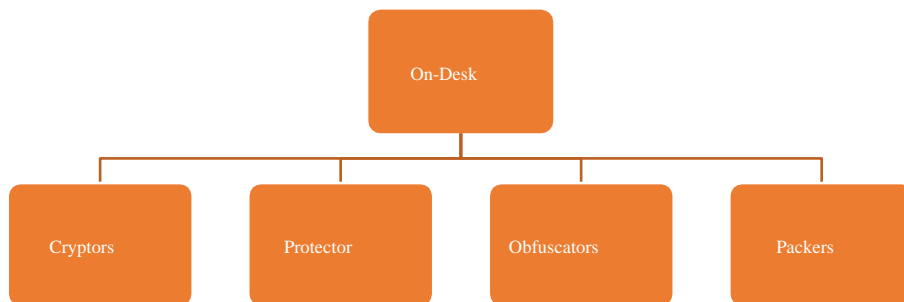 On-Desk
Cryptors
Protector
Obfuscators
Packers